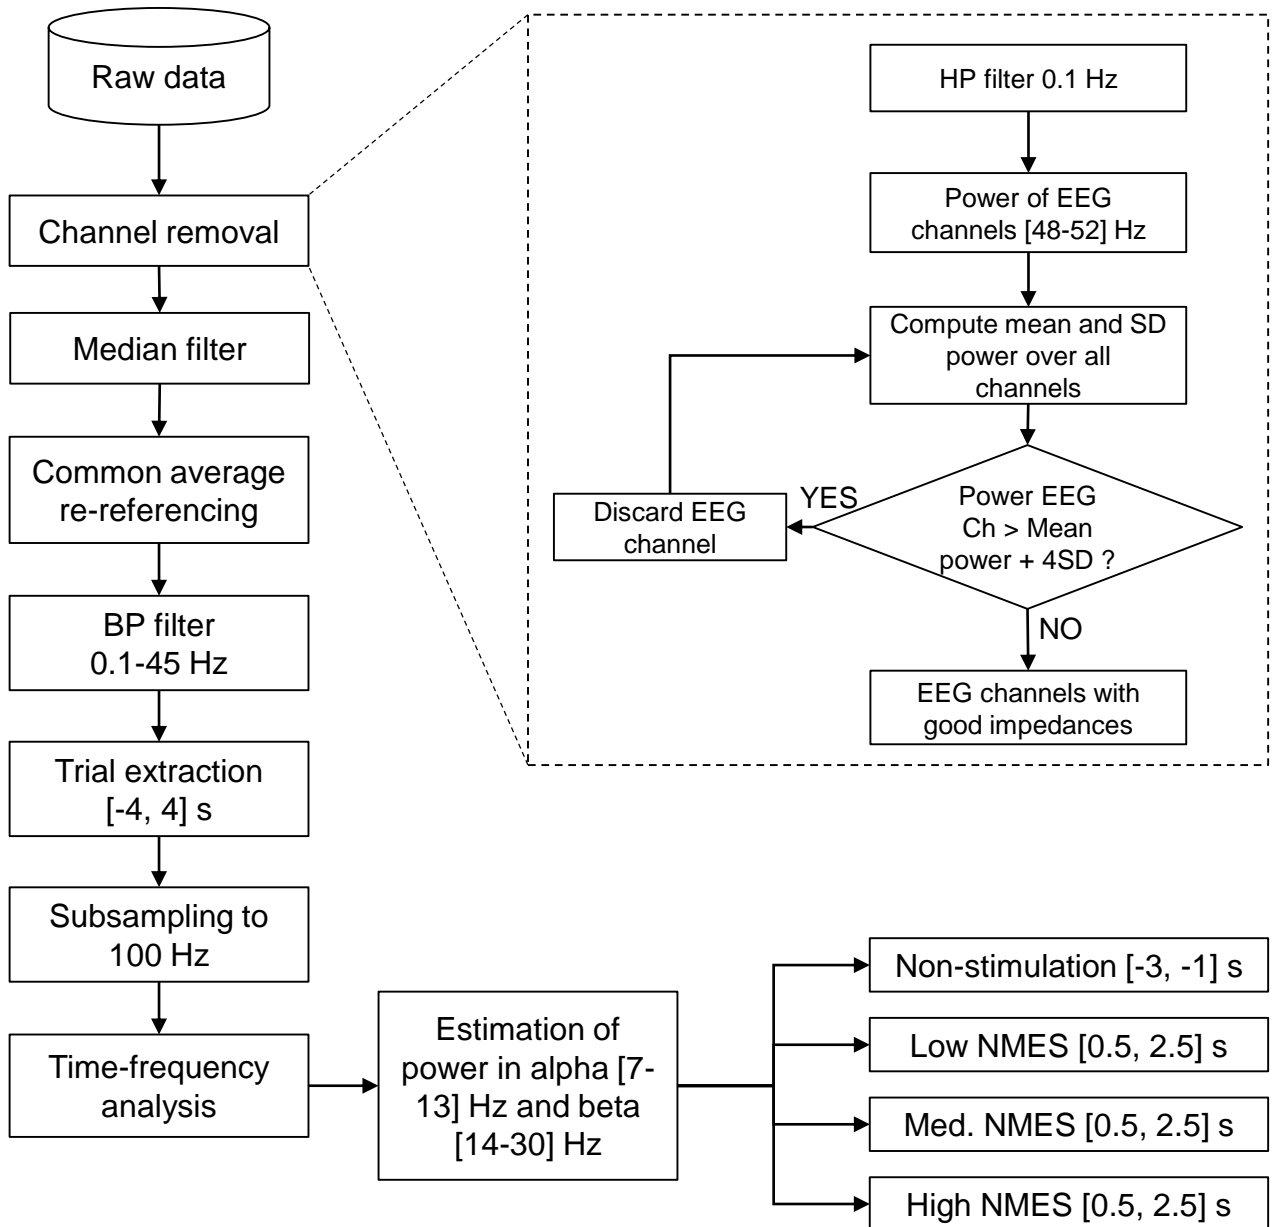 Raw data
Channel removal
Median filter
Common average
re-referencing
BP filter
0.1-45 Hz
Trial extraction
[-4, 4] s
Subsampling to
100 Hz
Time-frequency
analysis
Estimation of
power in alpha [7-
13] Hz and beta
[14-30] Hz
Non-stimulation [-3, -1] s
Low NMES [0.5, 2.5] s
Med. NMES [0.5, 2.5] s
High NMES [0.5, 2.5] s
HP filter 0.1 Hz
Power of EEG
channels [48-52] Hz
Compute mean and SD
power over all
channels
Power EEG
Ch > Mean
power + 4SD ?
YES
Discard EEG
channel
NO
EEG channels with
good impedances